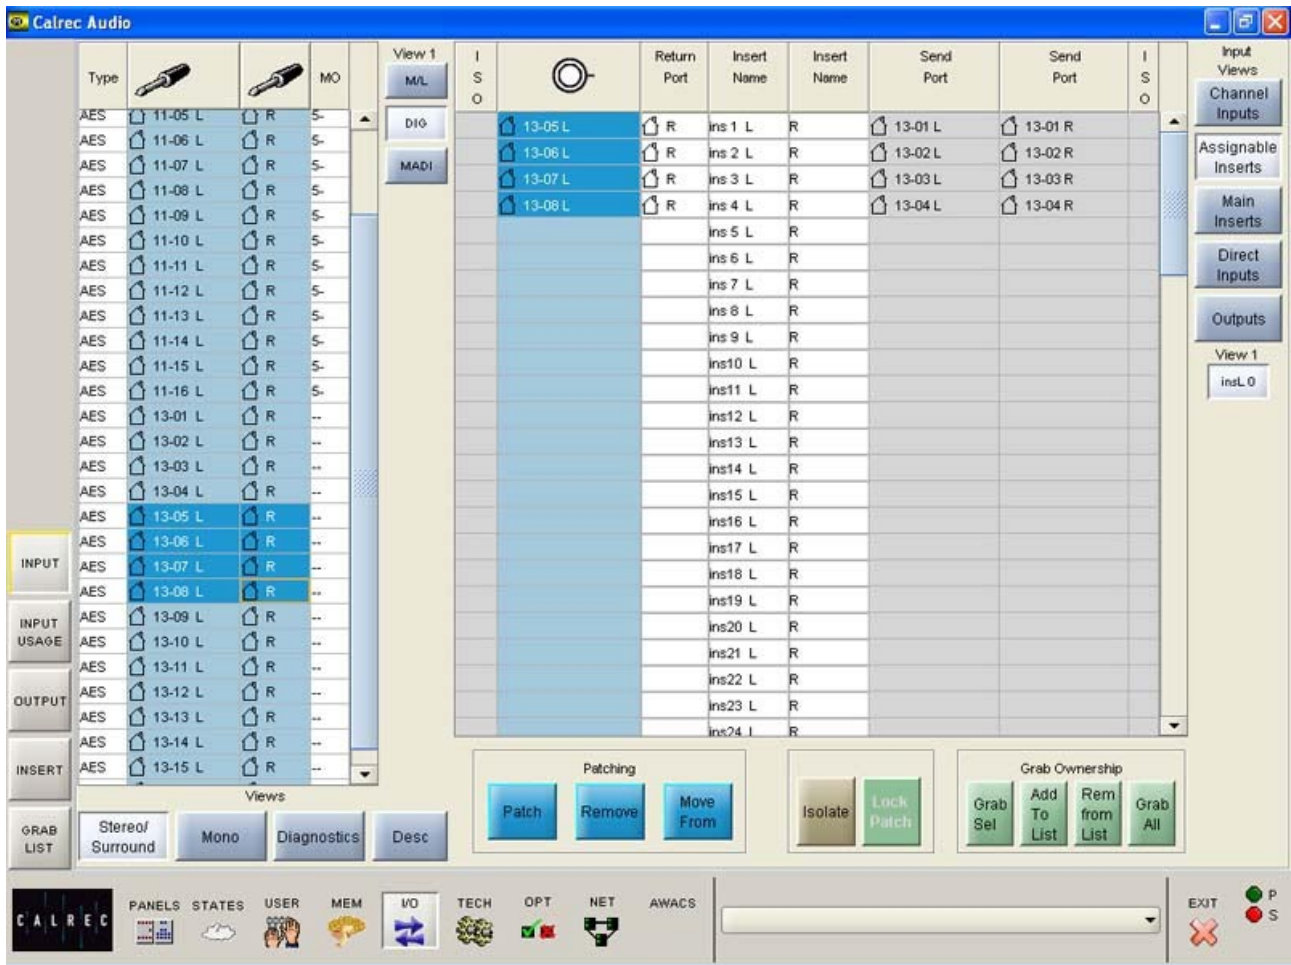 Calrec Audio
Type MO
AES 11-05 L R 5-
AES 11-06 L R 5-
AES 11-07 L R 5-
AES 11-08 L R 5-
AES 11-09 L R 5-
AES 11-10 L R 5-
AES 11-11 L R 5-
AES 11-12 L R 5-
AES 11-13 L R 5-
AES 11-14 L R 5-
AES 11-15 L R 5-
AES 11-16 L R 5-
AES 13-01 L R --
AES 13-02 L R --
AES 13-03 L R --
AES 13-04 L R --
AES 13-05 L R --
AES 13-06 L R --
AES 13-07 L R --
AES 13-08 L R --
AES 13-09 L R --
AES 13-10 L R --
AES 13-11 L R --
AES 13-12 L R --
AES 13-13 L R --
AES 13-14 L R --
AES 13-15 L R --
View 1
M/L
DIG
MADI
I Return Insert Insert Send Send I
S Port Name Name Port Port S
O O
13-05 L R ins 1 L R 13-01 L 13-01 R
13-06 L R ins 2 L R 13-02 L 13-02 R
13-07 L R ins 3 L R 13-03 L 13-03 R
13-08 L R ins 4 L R 13-04 L 13-04 R
ins 5 L R
ins 6 L R
ins 7 L R
ins 8 L R
ins 9 L R
ins10 L R
ins11 L R
ins12 L R
ins13 L R
ins14 L R
ins15 L R
ins16 L R
ins17 L R
ins18 L R
ins19 L R
ins20 L R
ins21 L R
ins22 L R
ins23 L R
ins24 L R
Input
Views
Channel
Inputs
Assignable
Inserts
Main
Inserts
Direct
Inputs
Outputs
View 1
insL 0
INPUT
INPUT
USAGE
OUTPUT
INSERT
GRAB
LIST
Views
Stereo/
Surround
Mono
Diagnostics
Desc
Patching
Patch
Remove
Move
From
Isolate
Lock
Patch
Grab Ownership
Grab
Sel
Add
To
List
Rem
from
List
Grab
All
CALREC
PANELS STATES USER MEM I/O TECH OPT NET AWACS
EXIT
P
S